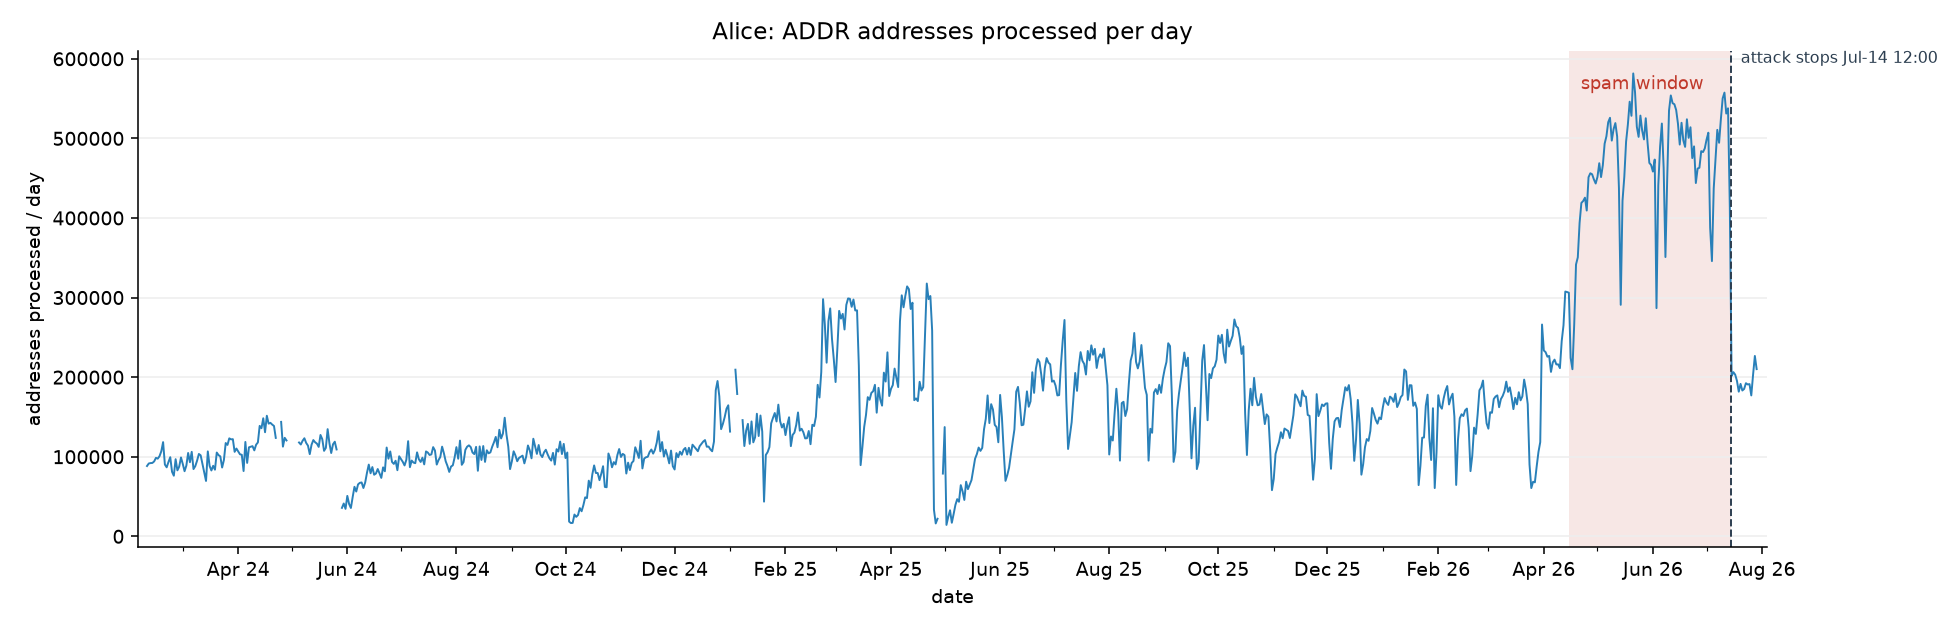 Alice: ADDR addresses processed per day
600000
500000
400000
300000
200000
100000
0
addresses processed / day
spam window
attack stops Jul-14 12:00
Apr 24
Jun 24
Aug 24
Oct 24
Dec 24
Feb 25
Apr 25
Jun 25
Aug 25
Oct 25
Dec 25
Feb 26
Apr 26
Jun 26
Aug 26
date